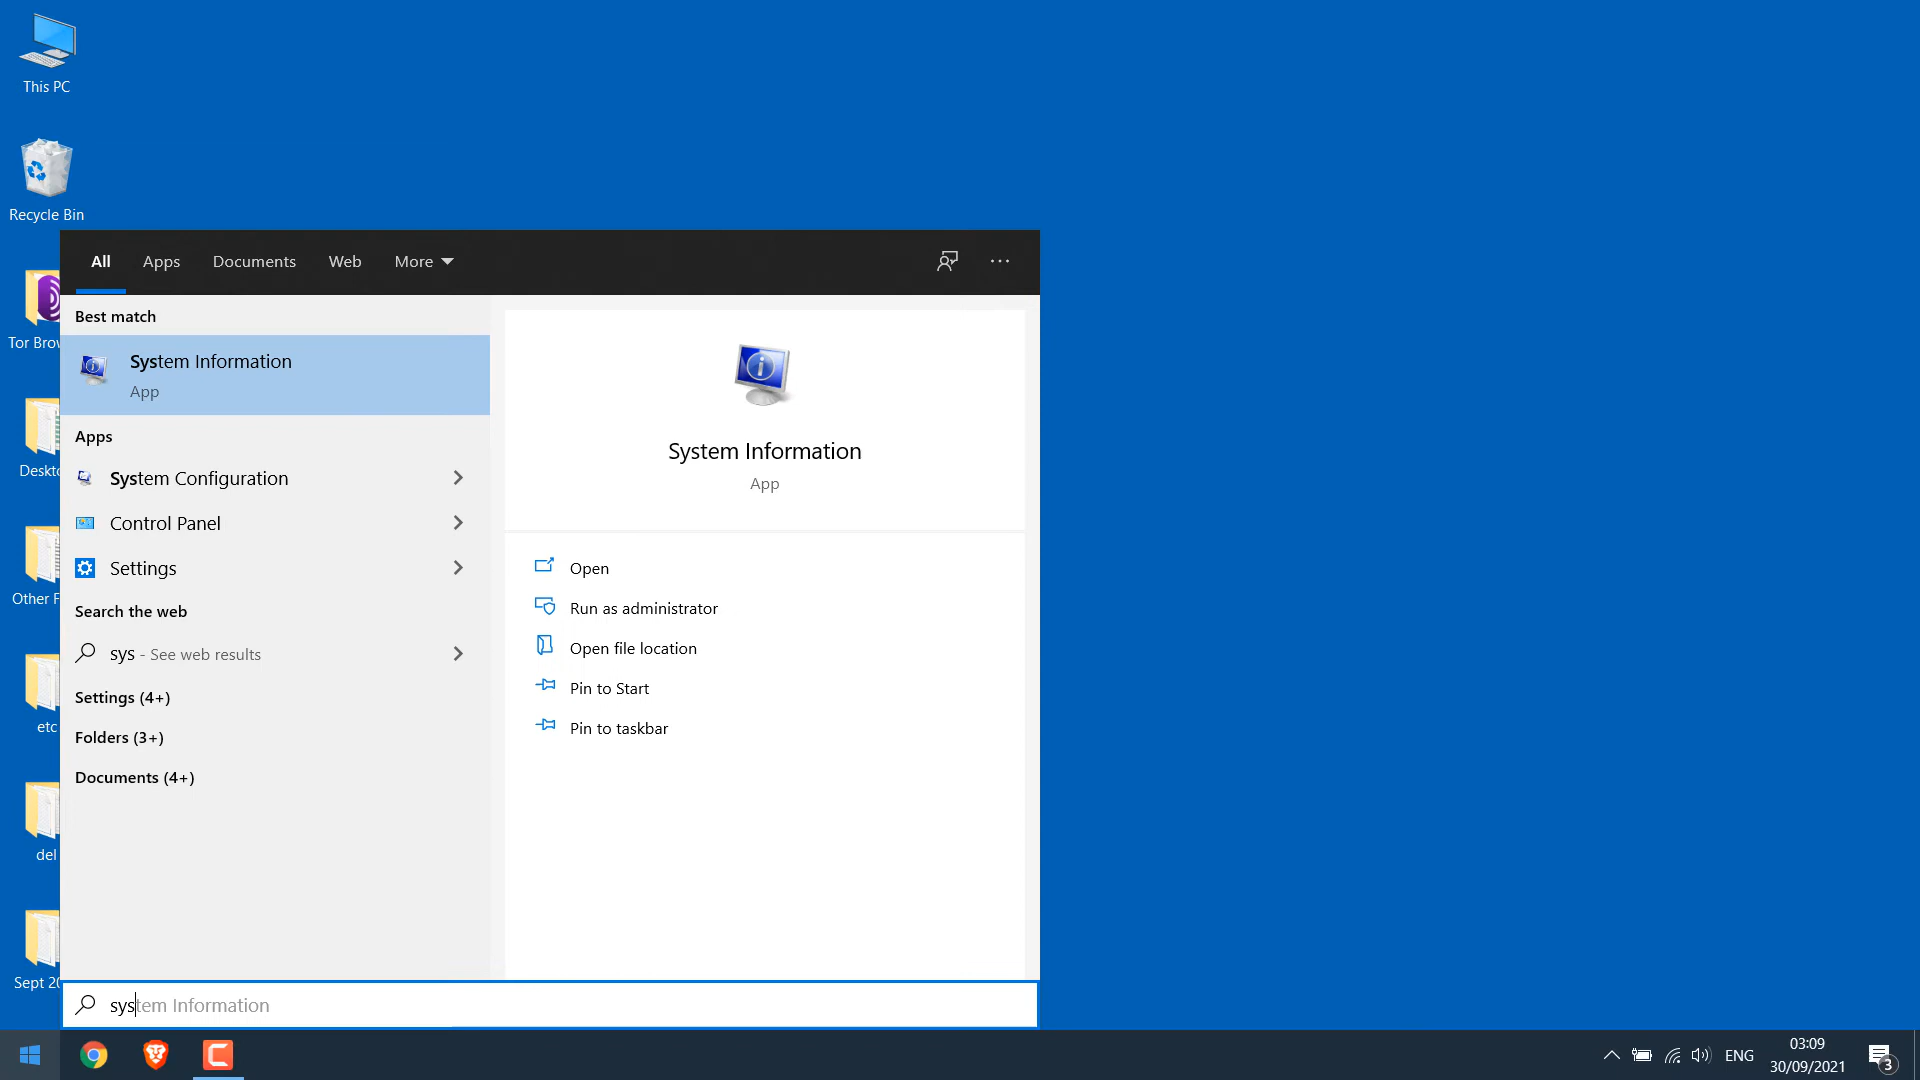 This PC
Recycle Bin
Tor Brow
Deskto
Other F
etc
del
Sept 20
All
Apps
Documents
Web
More
Best match
System Information
App
Apps
System Configuration
Control Panel
Settings
Search the web
sys - See web results
Settings (4+)
Folders (3+)
Documents (4+)
System Information
App
Open
Run as administrator
Open file location
Pin to Start
Pin to taskbar
system Information
ENG
03:09
30/09/2021
3